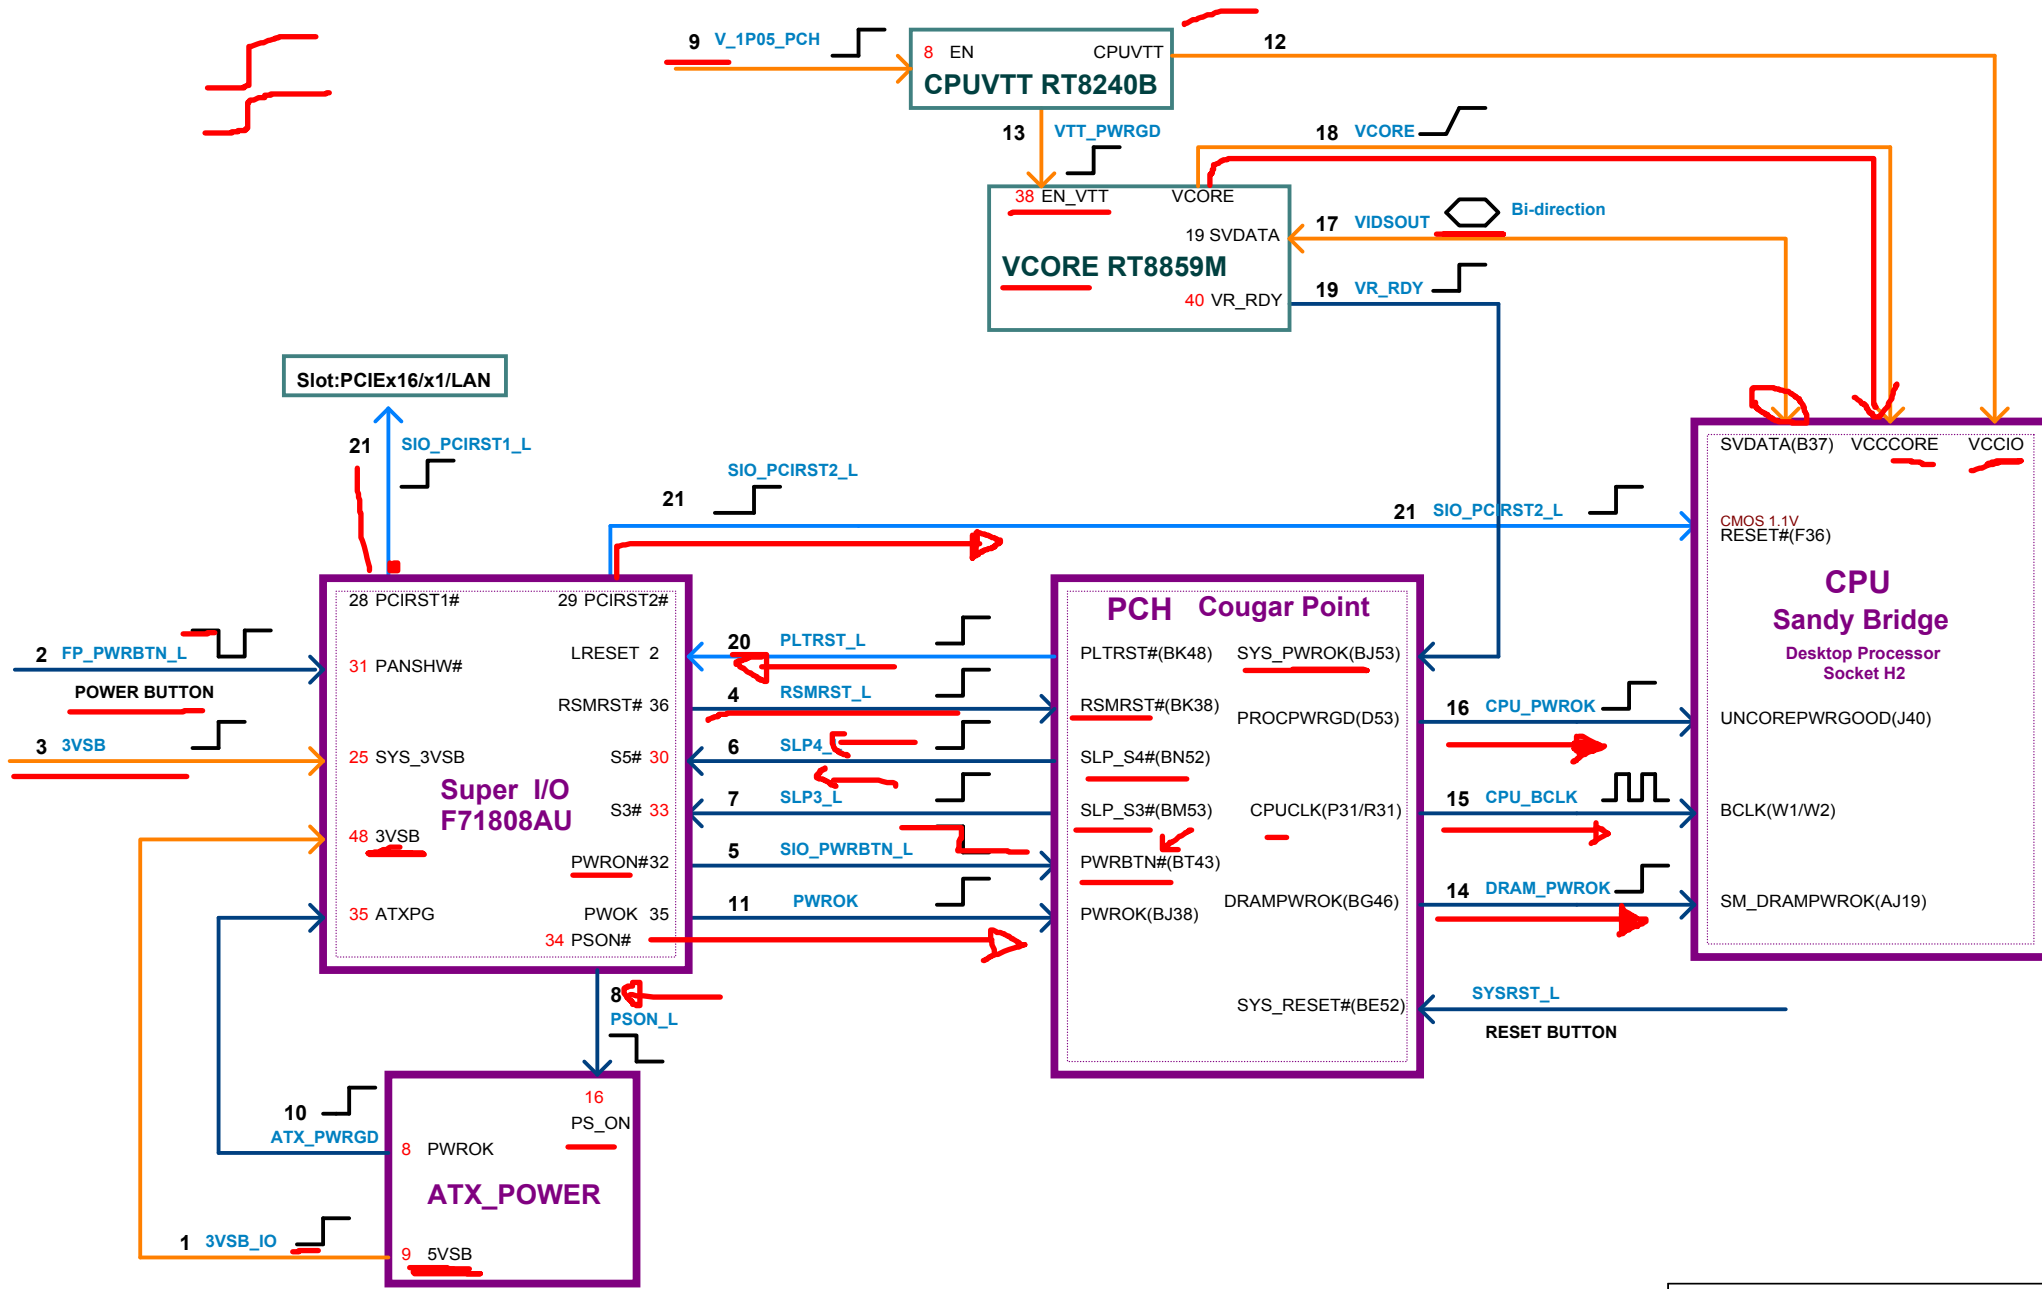 9 V_1P05_PCH
8 EN CPUVTT
CPUVTT RT8240B
12
13 VTT_PWRGD
18 VCORE
38 EN_VTT VCORE
17 VIDSOUT Bi-direction
19 SVDATA
VCORE RT8859M
19 VR_RDY
40 VR_RDY
Slot:PCIEx16/x1/LAN
21 SIO_PCIRST1_L
21 SIO_PCIRST2_L
21 SIO_PCIRST2_L
SVDATA(B37) VCCCORE VCCIO
CMOS 1.1V
RESET#(F36)
CPU
Sandy Bridge
Desktop Processor
Socket H2
UNCOREPWRGOOD(J40)
BCLK(W1/W2)
SM_DRAMPWROK(AJ19)
28 PCIRST1# 29 PCIRST2#
2 FP_PWRBTN_L
POWER BUTTON
3 3VSB
31 PANSHW#
25 SYS_3VSB
48 3VSB
35 ATXPG
Super I/O
F71808AU
LRESET 2
RSMRST# 36
S5# 30
S3# 33
PWRON#32
PWOK 35
34 PSON#
20 PLTRST_L
4 RSMRST_L
6 SLP4_
7 SLP3_L
5 SIO_PWRBTN_L
11 PWROK
PCH Cougar Point
PLTRST#(BK48) SYS_PWROK(BJ53)
RSMRST#(BK38) PROCPWRGD(D53)
SLP_S4#(BN52)
SLP_S3#(BM53) CPUCLK(P31/R31)
PWRBTN#(BT43)
PWROK(BJ38) DRAMPWROK(BG46)
SYS_RESET#(BE52)
16 CPU_PWROK
15 CPU_BCLK
14 DRAM_PWROK
SYSRST_L
RESET BUTTON
8
PSON_L
10
ATX_PWRGD
16
PS_ON
8 PWROK
ATX_POWER
1 3VSB_IO
9 5VSB